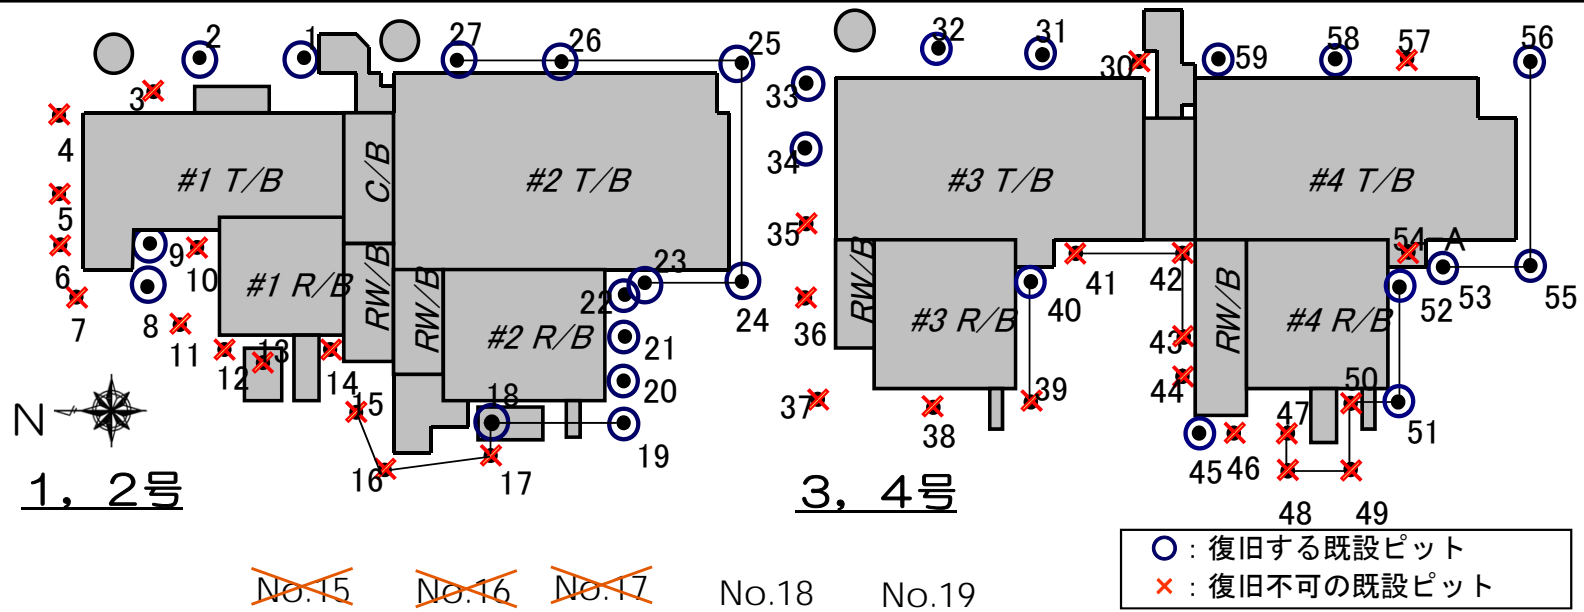 2 1 27 26 25 32 31 30 59 58 57 56
3 33
4 34
#1 T/B C/B #2 T/B #3 T/B #4 T/B
5 35
9 10 23 54 A
6 22 24 40 41 42 52 53 55
7 8 11 #1 R/B RW/B RW/B #2 R/B 36 RW/B #3 R/B 43 RW/B #4 R/B
12 13 14 21 44
20
15 18 37 39 50
16 17 19 38 45 46 47 51
N
48 49
1，2号 3，4号
：復旧する既設ピット
：復旧不可の既設ピット
No.15 No.16 No.17 No.18 No.19